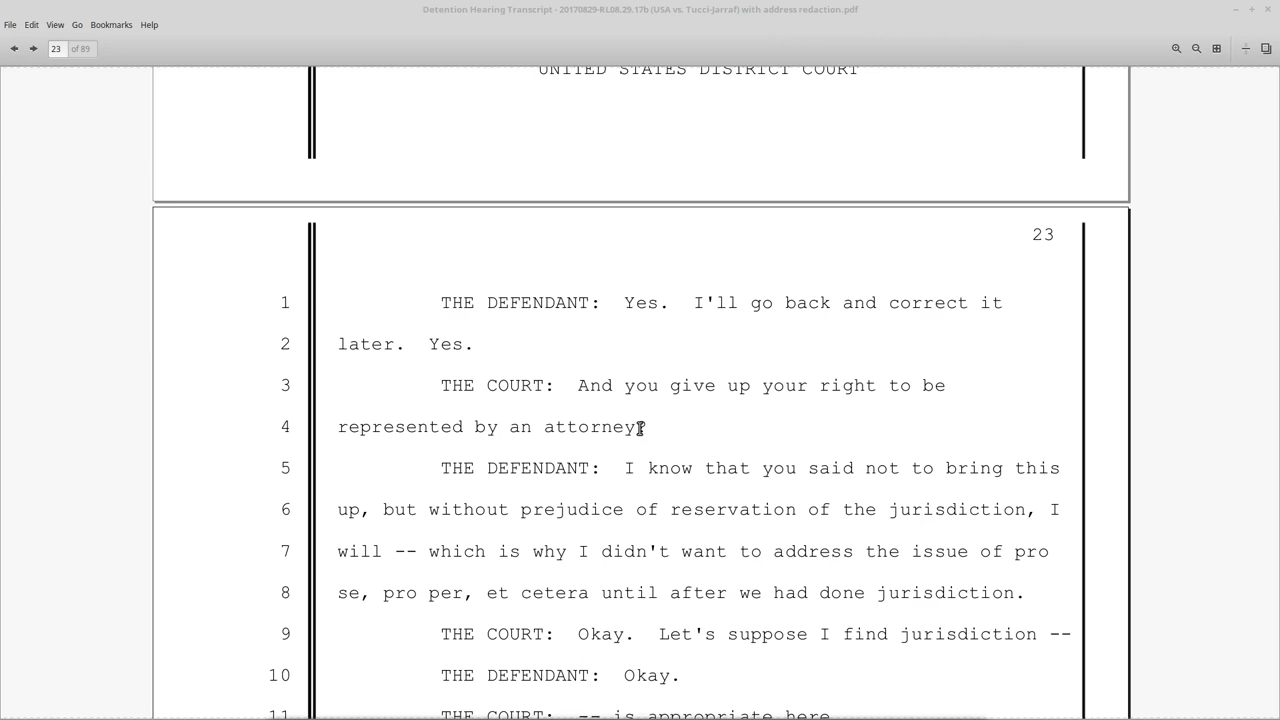 Detention Hearing Transcript - 20170829-RL08.29.17b (USA vs. Tucci-Jarraf) with address redaction.pdf
File Edit View Go Bookmarks Help
23 of 89
UNITED STATES DISTRICT COURT
23
1 THE DEFENDANT: Yes. I'll go back and correct it
2 later. Yes.
3 THE COURT: And you give up your right to be
4 represented by an attorney?
5 THE DEFENDANT: I know that you said not to bring this
6 up, but without prejudice of reservation of the jurisdiction, I
7 will -- which is why I didn't want to address the issue of pro
8 se, pro per, et cetera until after we had done jurisdiction.
9 THE COURT: Okay. Let's suppose I find jurisdiction --
10 THE DEFENDANT: Okay.
11 THE COURT: -- is appropriate here